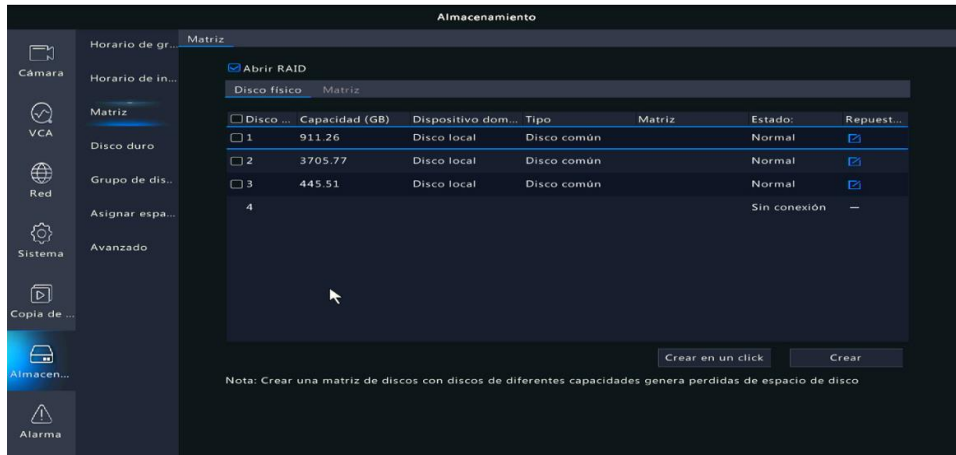 Almacenamiento
Cámara
VCA
Red
Sistema
Copia de ...
Almacen...
Alarma
Horario de gr...
Horario de in...
Matriz
Disco duro
Grupo de dis..
Asignar espa...
Avanzado
Matriz
Abrir RAID
Disco físico Matriz
Disco ... Capacidad (GB) Dispositivo dom... Tipo Matriz Estado: Repuest...
1 911.26 Disco local Disco común Normal
2 3705.77 Disco local Disco común Normal
3 445.51 Disco local Disco común Normal
4 Sin conexión —
Crear en un click Crear
Nota: Crear una matriz de discos con discos de diferentes capacidades genera perdidas de espacio de disco